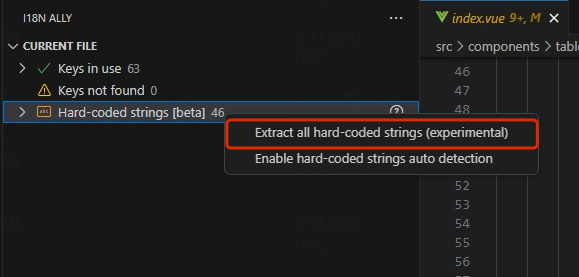 I18N ALLY
CURRENT FILE
Keys in use 63
Keys not found 0
Hard-coded strings [beta] 46
Extract all hard-coded strings (experimental)
Enable hard-coded strings auto detection
index.vue 9+, M
src > components > table
46
47
48
52
53
54
55
56
57